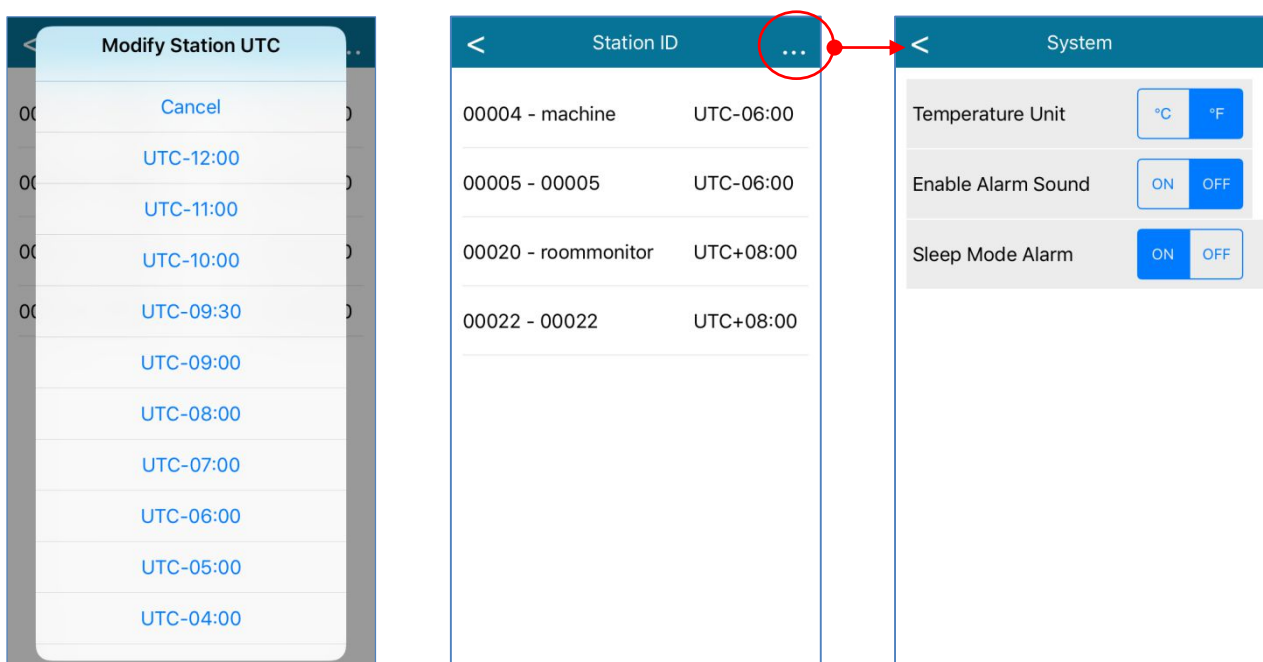 Modify Station UTC
Cancel
UTC-12:00
UTC-11:00
UTC-10:00
UTC-09:30
UTC-09:00
UTC-08:00
UTC-07:00
UTC-06:00
UTC-05:00
UTC-04:00
< Station ID ...
00004 - machine UTC-06:00
00005 - 00005 UTC-06:00
00020 - roommonitor UTC+08:00
00022 - 00022 UTC+08:00
< System
Temperature Unit °C °F
Enable Alarm Sound ON OFF
Sleep Mode Alarm ON OFF